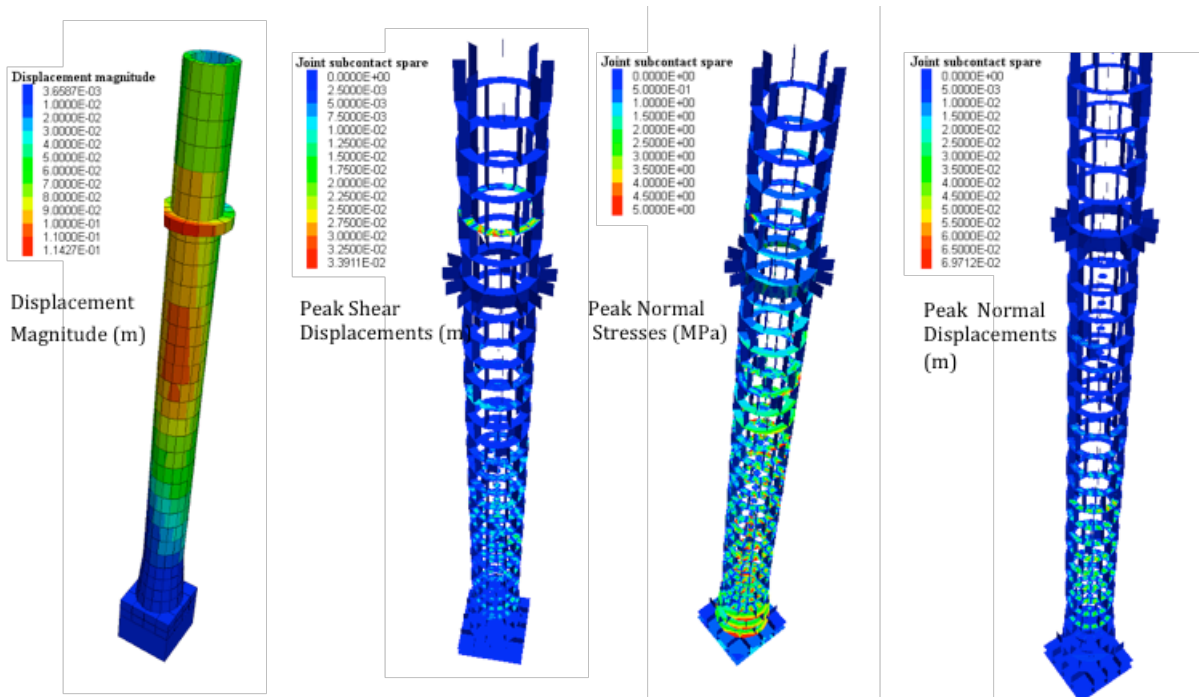 Displacement magnitude
3.6587E-03
1.0000E-02
2.0000E-02
3.0000E-02
4.0000E-02
5.0000E-02
6.0000E-02
7.0000E-02
8.0000E-02
9.0000E-02
1.0000E-01
1.1000E-01
1.1427E-01
Displacement
Magnitude (m)
Joint subcontact spare
0.0000E+00
2.5000E-03
5.0000E-03
7.5000E-03
1.0000E-02
1.2500E-02
1.5000E-02
1.7500E-02
2.0000E-02
2.2500E-02
2.5000E-02
2.7500E-02
3.0000E-02
3.2500E-02
3.3911E-02
Peak Shear
Displacements (m)
Joint subcontact spare
0.0000E+00
5.0000E-01
1.0000E+00
1.5000E+00
2.0000E+00
2.5000E+00
3.0000E+00
3.5000E+00
4.0000E+00
4.5000E+00
5.0000E+00
Peak Normal
Stresses (MPa)
Joint subcontact spare
0.0000E+00
5.0000E-03
1.0000E-02
1.5000E-02
2.0000E-02
2.5000E-02
3.0000E-02
3.5000E-02
4.0000E-02
4.5000E-02
5.0000E-02
5.5000E-02
6.0000E-02
6.5000E-02
6.9712E-02
Peak Normal
Displacements
(m)